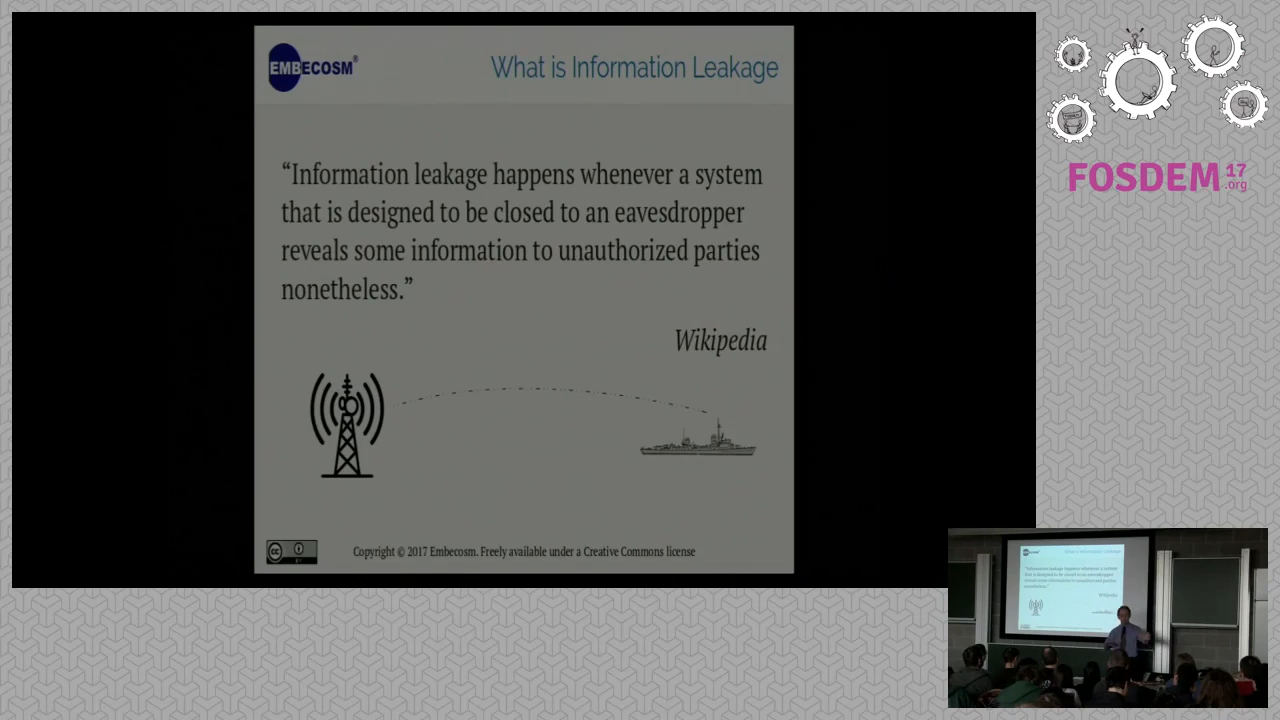 EMBECOSM®
What is Information Leakage
“Information leakage happens whenever a system
that is designed to be closed to an eavesdropper
reveals some information to unauthorized parties
nonetheless.”
Wikipedia
Copyright © 2017 Embecosm. Freely available under a Creative Commons license
FOSDEM 17
.org